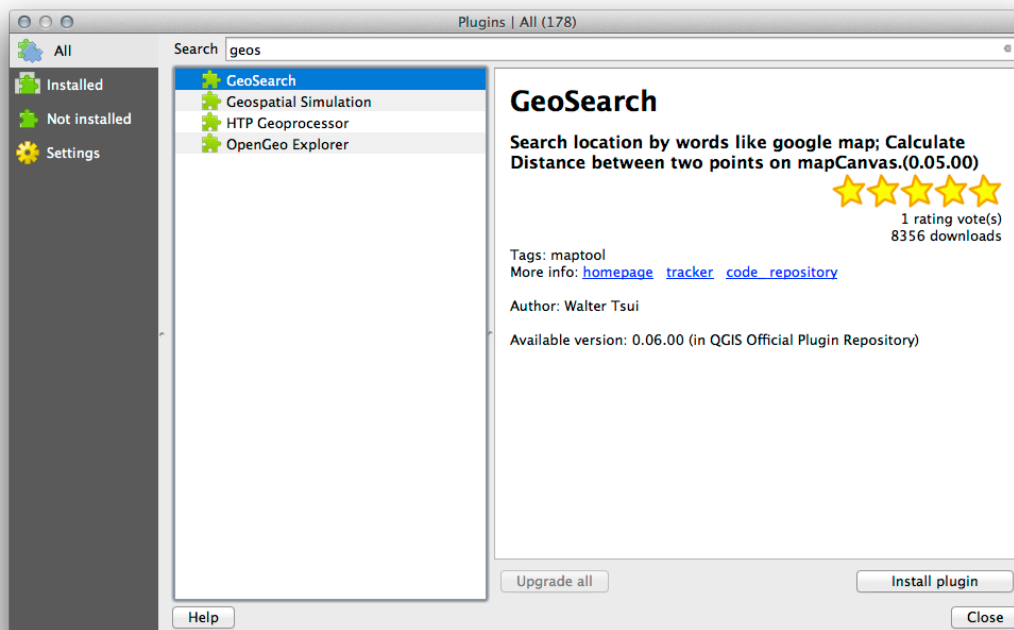 Plugins | All (178)
All
Installed
Not installed
Settings
Search geos
GeoSearch
Geospatial Simulation
HTP Geoprocessor
OpenGeo Explorer
GeoSearch
Search location by words like google map; Calculate
Distance between two points on mapCanvas.(0.05.00)
1 rating vote(s)
8356 downloads
Tags: maptool
More info: homepage tracker code_repository
Author: Walter Tsui
Available version: 0.06.00 (in QGIS Official Plugin Repository)
Upgrade all
Install plugin
Help
Close